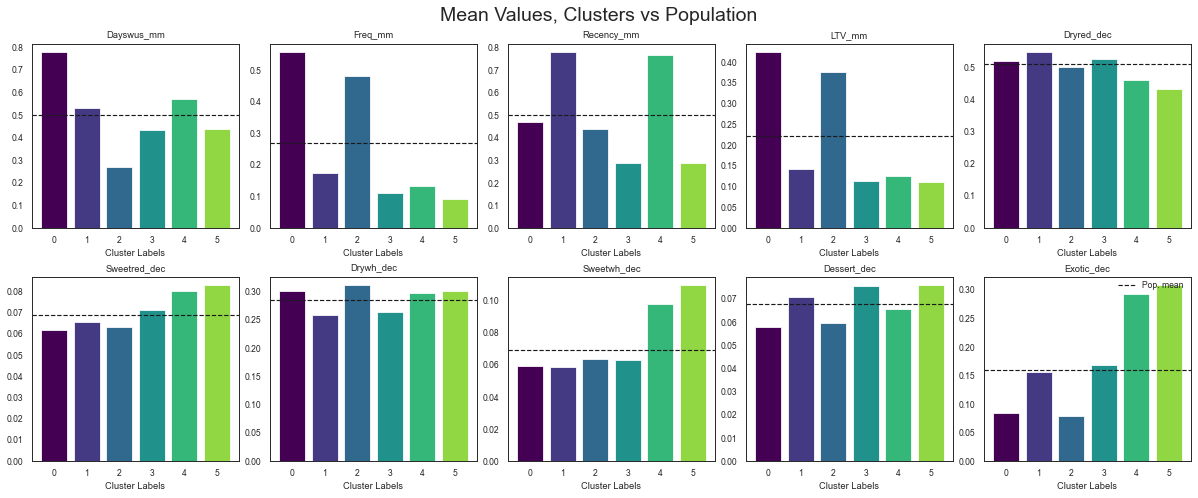 Mean Values, Clusters vs Population
Dayswus_mm
0.8
0.7
0.6
0.5
0.4
0.3
0.2
0.1
0.0
0 1 2 3 4 5
Cluster Labels
Freq_mm
0.5
0.4
0.3
0.2
0.1
0.0
0 1 2 3 4 5
Cluster Labels
Recency_mm
0.8
0.7
0.6
0.5
0.4
0.3
0.2
0.1
0.0
0 1 2 3 4 5
Cluster Labels
LTV_mm
0.40
0.35
0.30
0.25
0.20
0.15
0.10
0.05
0.00
0 1 2 3 4 5
Cluster Labels
Dryred_dec
0.5
0.4
0.3
0.2
0.1
0.0
0 1 2 3 4 5
Cluster Labels
Sweetred_dec
0.08
0.07
0.06
0.05
0.04
0.03
0.02
0.01
0.00
0 1 2 3 4 5
Cluster Labels
Drywh_dec
0.30
0.25
0.20
0.15
0.10
0.05
0.00
0 1 2 3 4 5
Cluster Labels
Sweetwh_dec
0.10
0.08
0.06
0.04
0.02
0.00
0 1 2 3 4 5
Cluster Labels
Dessert_dec
0.07
0.06
0.05
0.04
0.03
0.02
0.01
0.00
0 1 2 3 4 5
Cluster Labels
Exotic_dec
Pop. mean
0.30
0.25
0.20
0.15
0.10
0.05
0.00
0 1 2 3 4 5
Cluster Labels